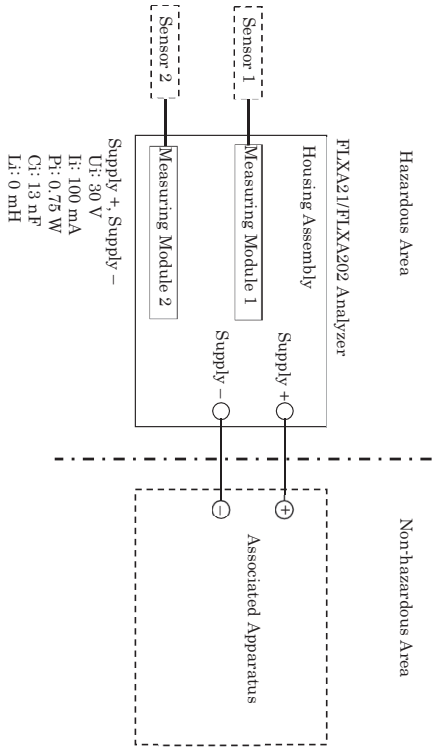 Hazardous Area
Non-hazardous Area
FLXA21/FLXA202 Analyzer
Housing Assembly
Sensor 1
Measuring Module 1
Supply +
+
Associated Apparatus
Sensor 2
Measuring Module 2
Supply –
–
Supply +, Supply –
Ui: 30 V
Ii: 100 mA
Pi: 0.75 W
Ci: 13 nF
Li: 0 mH